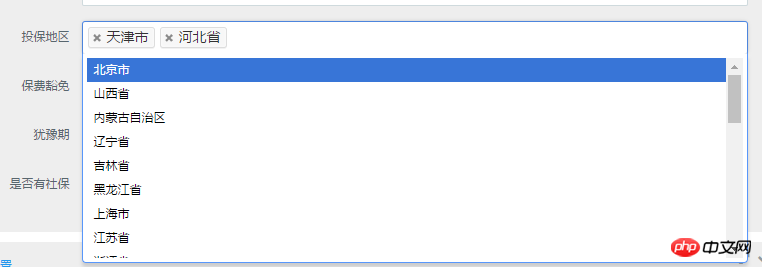 投保地区
× 天津市 × 河北省
北京市
山西省
保费豁免
内蒙古自治区
犹豫期
辽宁省
吉林省
是否有社保
黑龙江省
上海市
江苏省
php 中文网